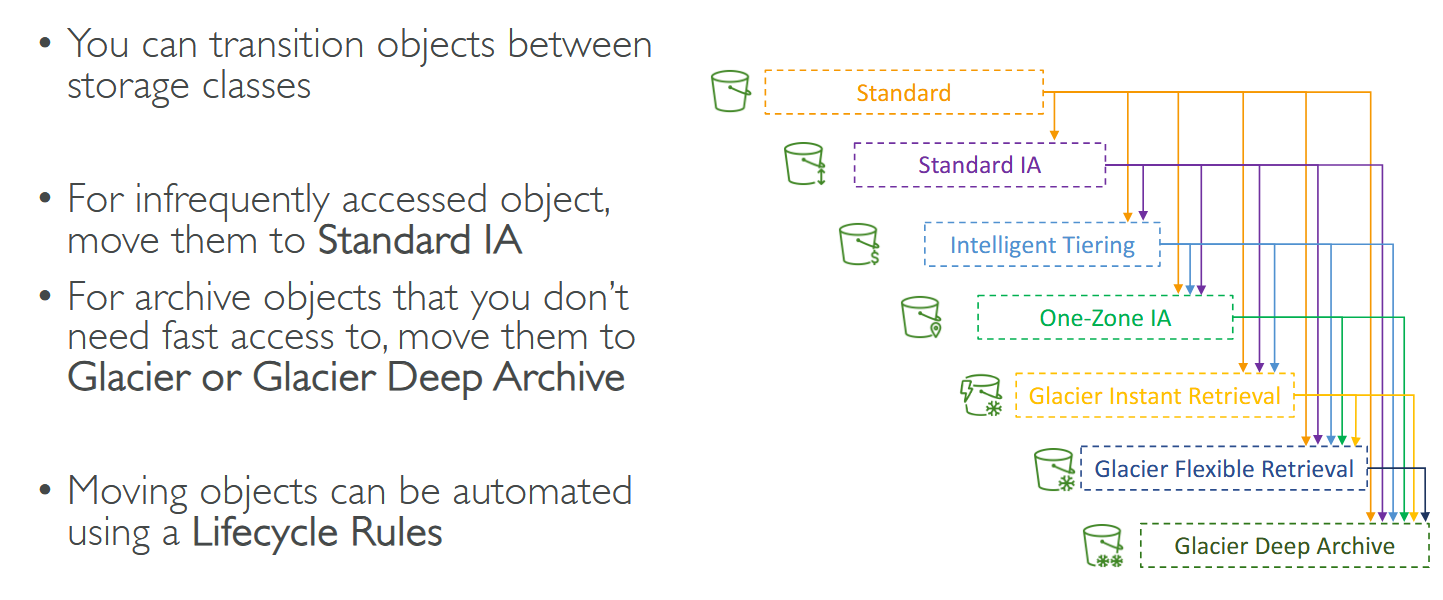 • You can transition objects between
storage classes
• For infrequently accessed object,
move them to Standard IA
• For archive objects that you don’t
need fast access to, move them to
Glacier or Glacier Deep Archive
• Moving objects can be automated
using a Lifecycle Rules
Standard
Standard IA
Intelligent Tiering
One-Zone IA
Glacier Instant Retrieval
Glacier Flexible Retrieval
Glacier Deep Archive